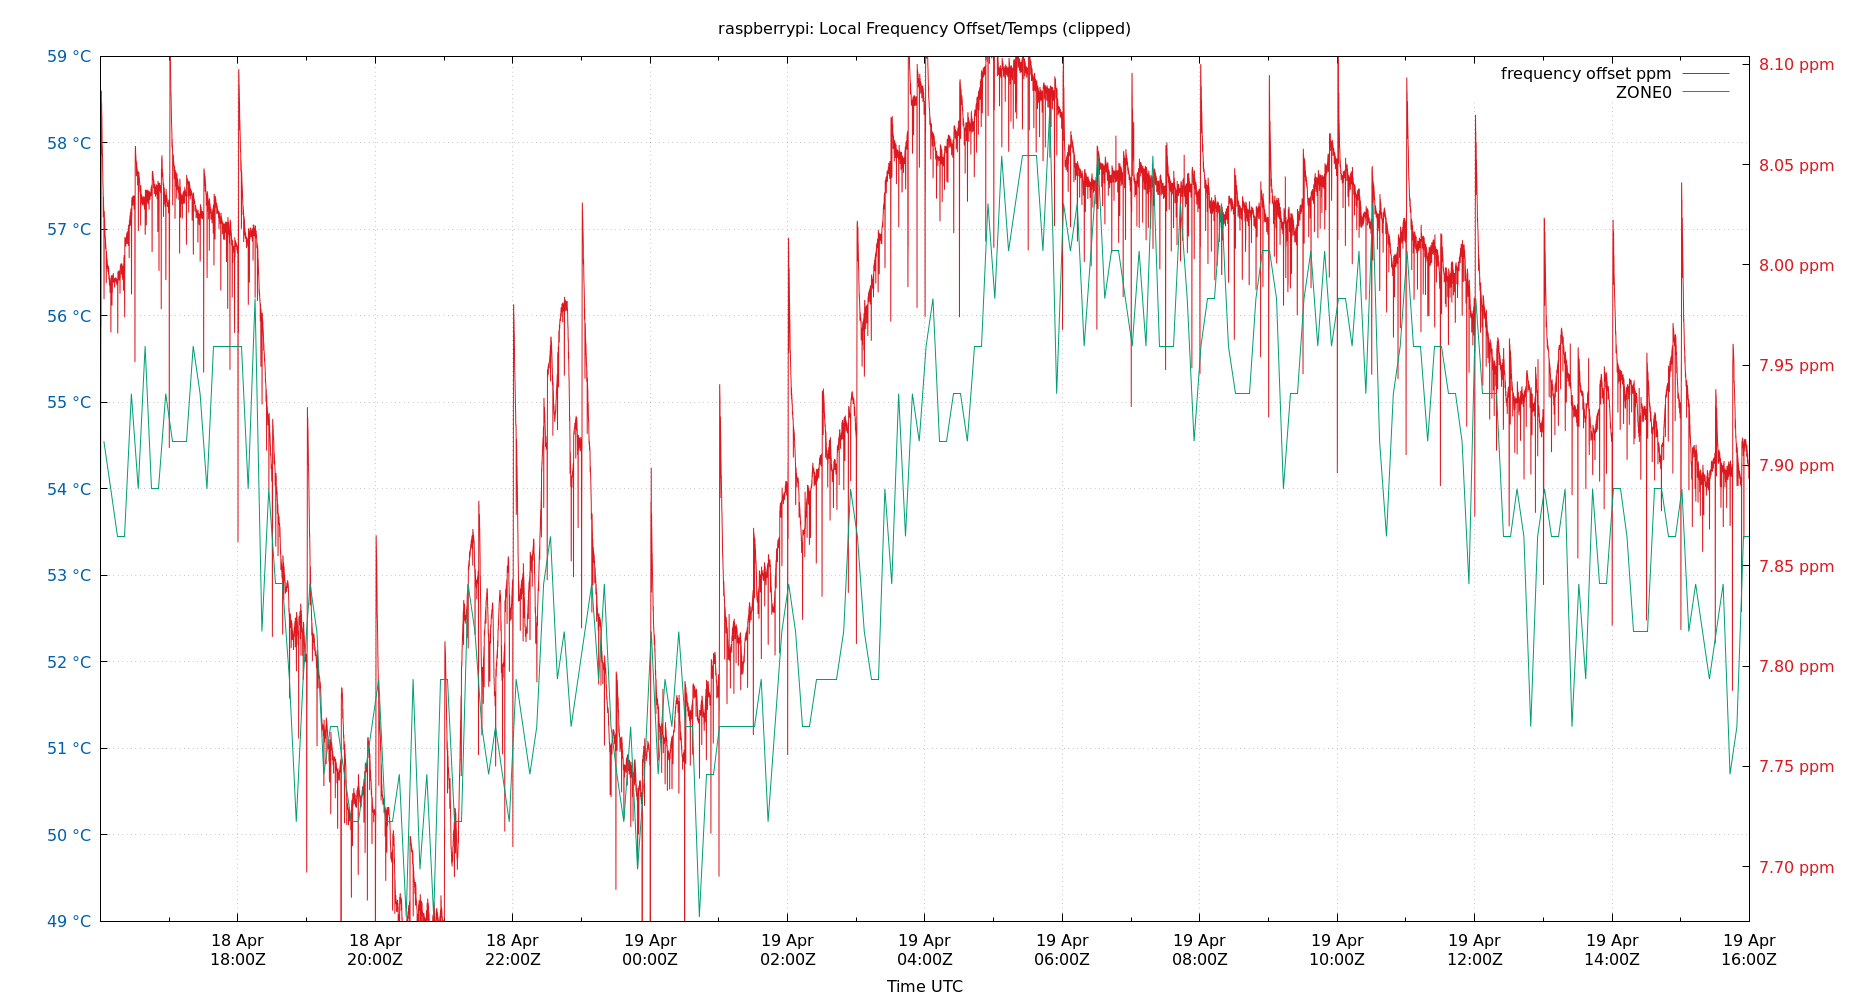 raspberrypi: Local Frequency Offset/Temps (clipped)
59 °C
58 °C
57 °C
56 °C
55 °C
54 °C
53 °C
52 °C
51 °C
50 °C
49 °C
8.10 ppm
8.05 ppm
8.00 ppm
7.95 ppm
7.90 ppm
7.85 ppm
7.80 ppm
7.75 ppm
7.70 ppm
frequency offset ppm
ZONE0
18 Apr
18:00Z
18 Apr
20:00Z
18 Apr
22:00Z
19 Apr
00:00Z
19 Apr
02:00Z
19 Apr
04:00Z
19 Apr
06:00Z
19 Apr
08:00Z
19 Apr
10:00Z
19 Apr
12:00Z
19 Apr
14:00Z
19 Apr
16:00Z
Time UTC